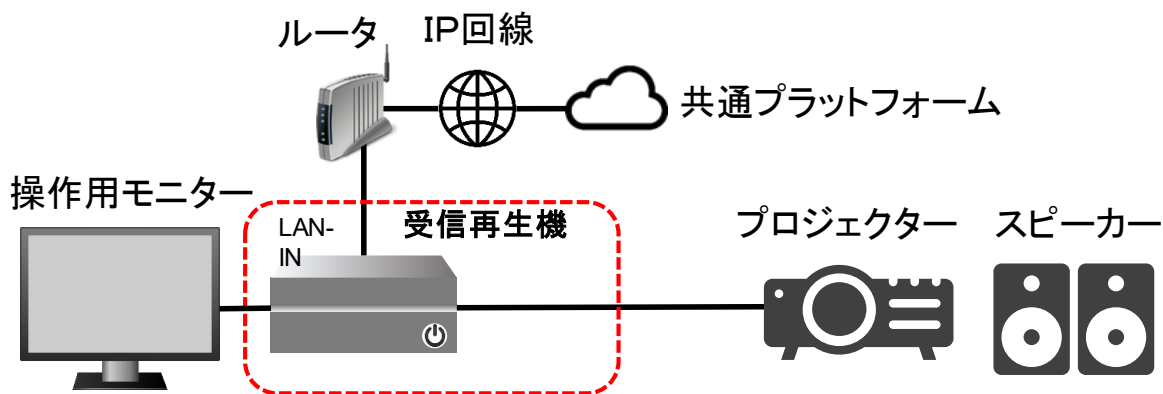 ルータ
IP回線
共通プラットフォーム
操作用モニター
LAN-
IN
受信再生機
プロジェクター
スピーカー